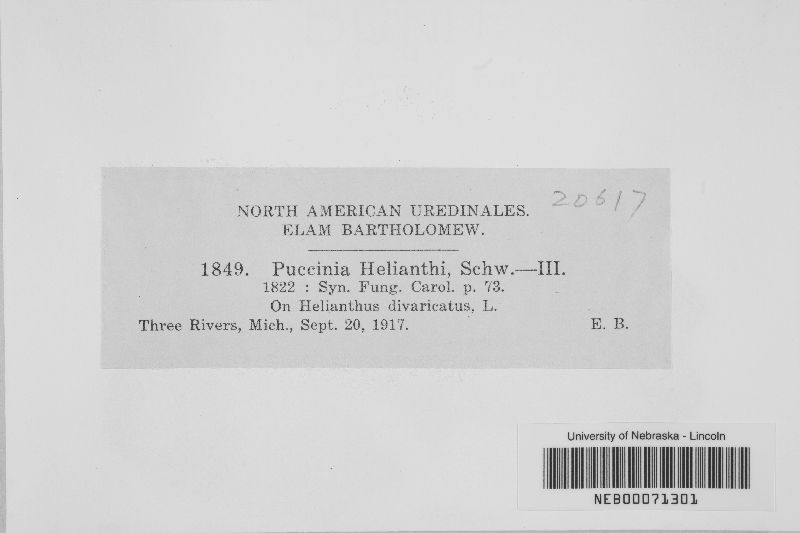 20617
NORTH AMERICAN UREDINALES.
ELAM BARTHOLOMEW.
1849. Puccinia Helianthi, Schw.—III.
1822 : Syn. Fung. Carol. p. 73.
On Helianthus divaricatus, L.
Three Rivers, Mich., Sept. 20, 1917. E. B.
University of Nebraska - Lincoln
NEB00071301